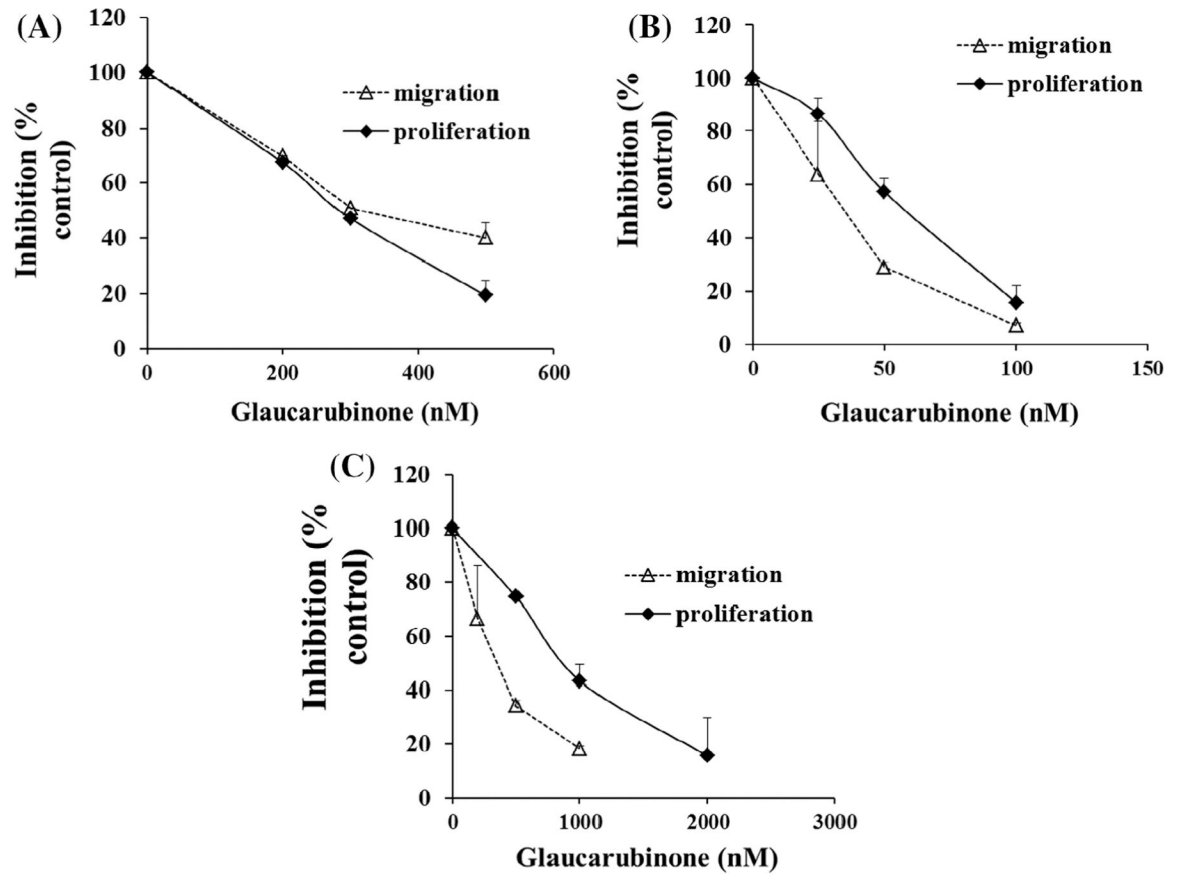 (A)
120
100
80
60
40
20
0
Inhibition (%
control)
migration
proliferation
0 200 400 600
Glaucarubinone (nM)
(B)
120
100
80
60
40
20
0
Inhibition (%
control)
migration
proliferation
0 50 100 150
Glaucarubinone (nM)
(C)
120
100
80
60
40
20
0
Inhibition (%
control)
migration
proliferation
0 1000 2000 3000
Glaucarubinone (nM)